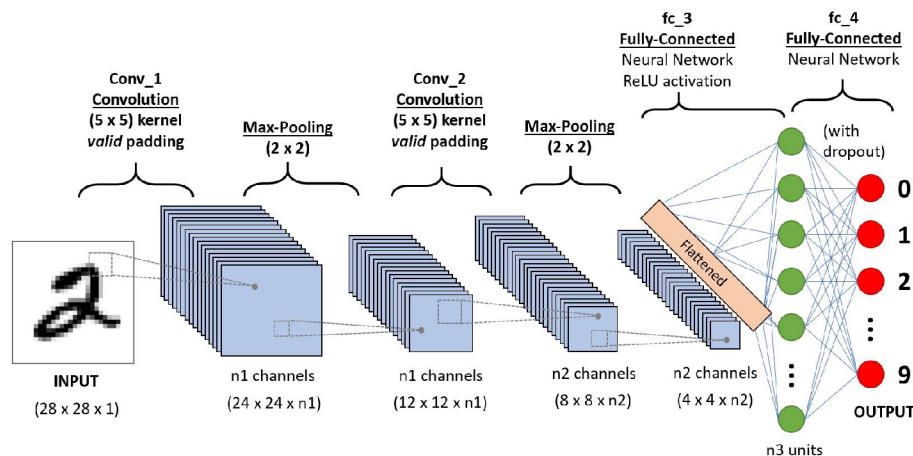 fc_3
Fully-Connected
Neural Network
ReLU activation
fc_4
Fully-Connected
Neural Network
Conv_1
Convolution
(5 x 5) kernel
valid padding
Max-Pooling
(2 x 2)
Conv_2
Convolution
(5 x 5) kernel
valid padding
Max-Pooling
(2 x 2)
(with
dropout)
Flattened
0
1
2
9
INPUT
(28 x 28 x 1)
n1 channels
(24 x 24 x n1)
n1 channels
(12 x 12 x n1)
n2 channels
(8 x 8 x n2)
n2 channels
(4 x 4 x n2)
OUTPUT
n3 units